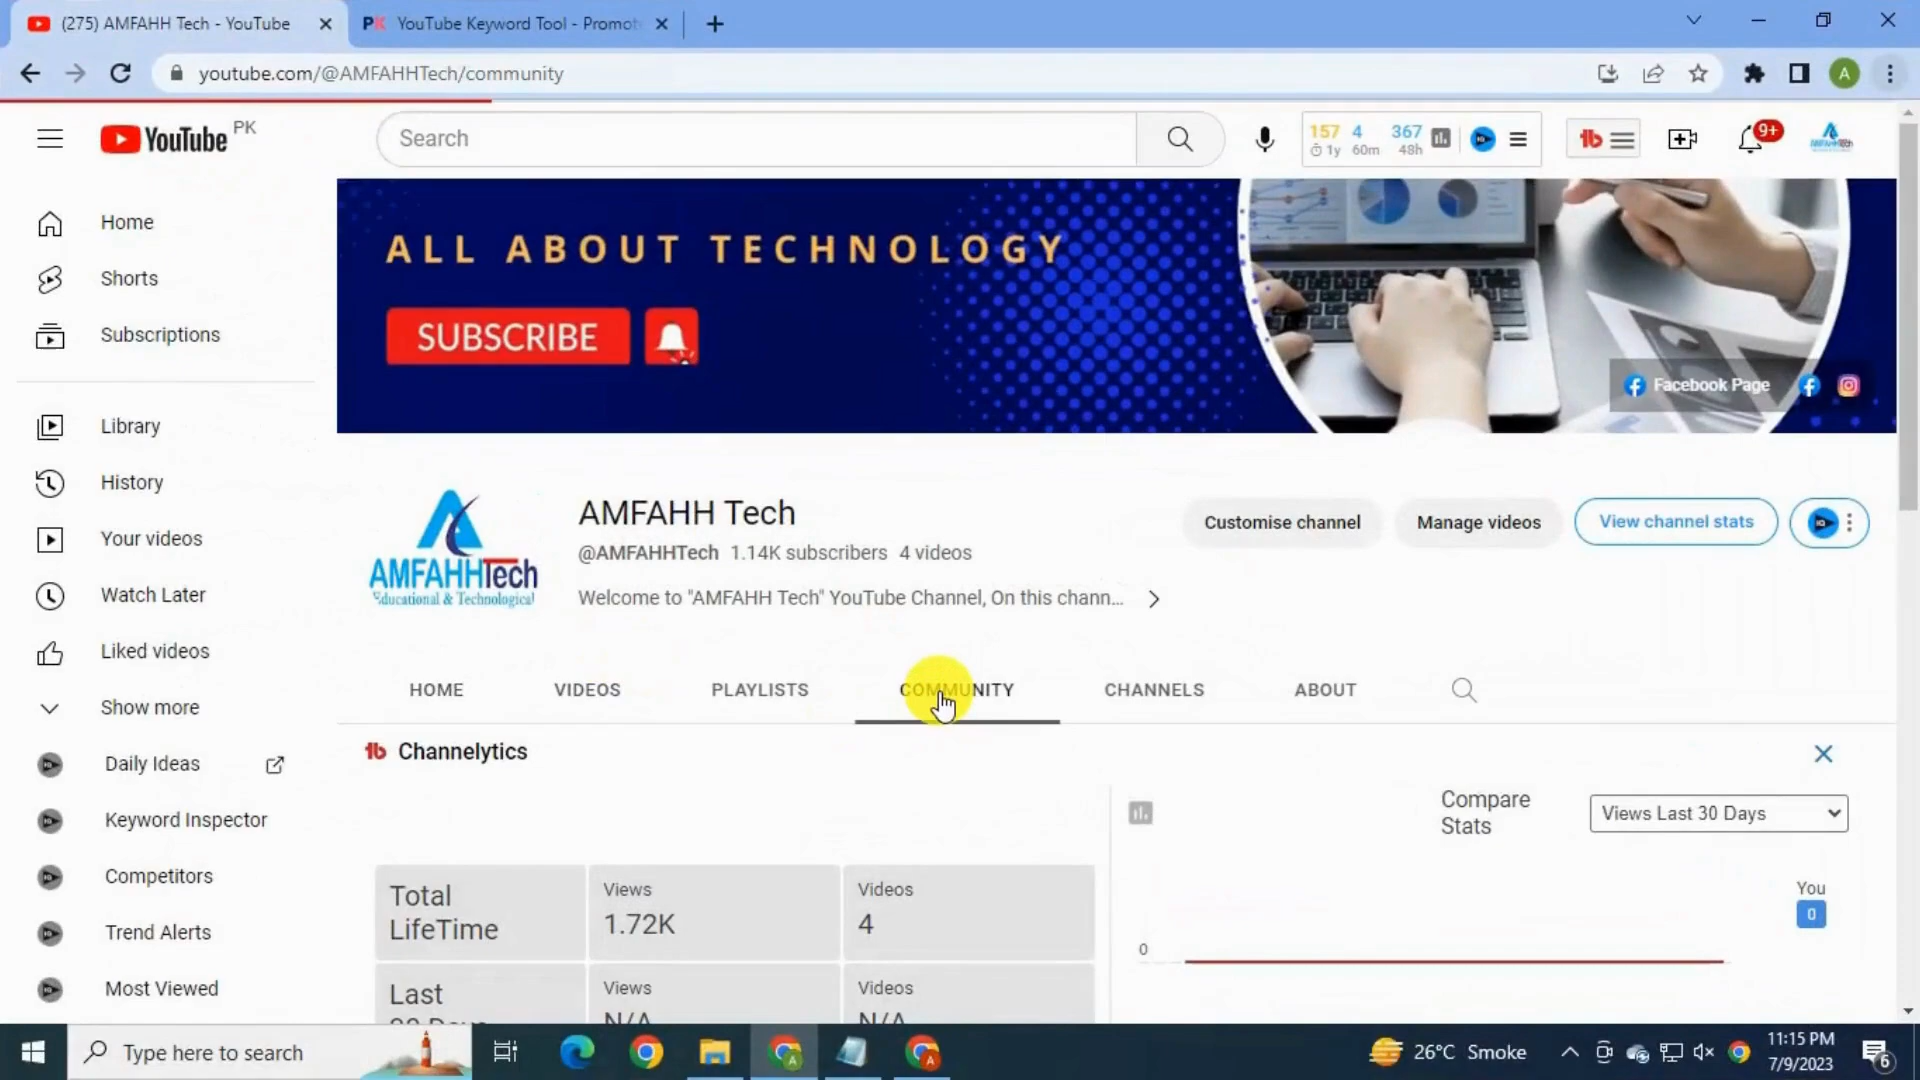 (275) AMFAHH Tech - YouTube
YouTube Keyword Tool - Promot
youtube.com/@AMFAHHTech/community
A
YouTube PK
Search
157 4 367
1y 60m 48h
9+
Home
Shorts
Subscriptions
Library
History
Your videos
Watch Later
Liked videos
Show more
Daily Ideas
Keyword Inspector
Competitors
Trend Alerts
Most Viewed
ALL ABOUT TECHNOLOGY
SUBSCRIBE
Facebook Page
AMFAHHTech
Educational & Technological
AMFAHH Tech
@AMFAHHTech 1.14K subscribers 4 videos
Welcome to "AMFAHH Tech" YouTube Channel, On this chann...
Customise channel
Manage videos
View channel stats
HOME VIDEOS PLAYLISTS COMMUNITY CHANNELS ABOUT
Channelytics
Compare
Stats
Views Last 30 Days
Total
LifeTime
Views
1.72K
Videos
4
Last
Views
N/A
Videos
N/A
You
0
0
Type here to search
26°C Smoke
11:15 PM
7/9/2023
6